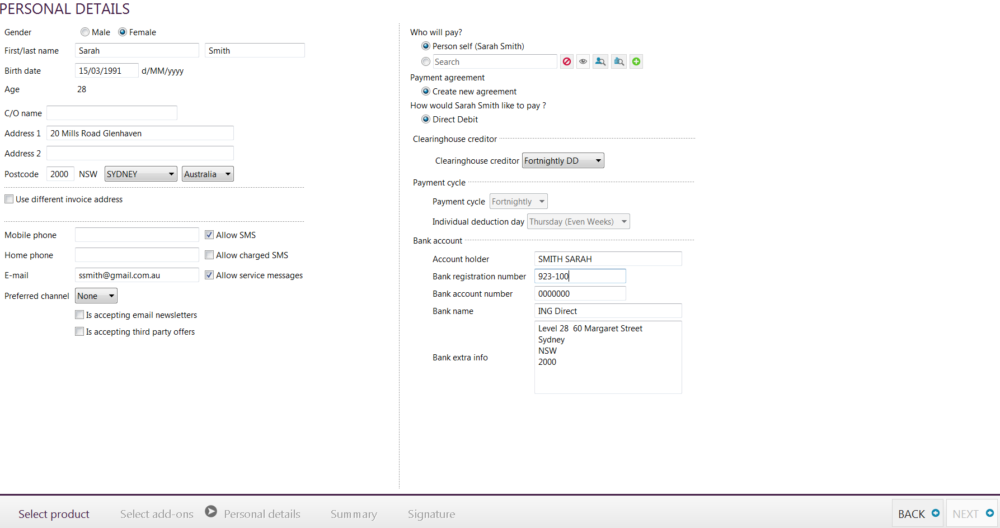 PERSONAL DETAILS
Gender Male Female
First/last name Sarah Smith
Birth date 15/03/1991 d/MM/yyyy
Age 28
C/O name
Address 1 20 Mills Road Glenhaven
Address 2
Postcode 2000 NSW SYDNEY Australia
Use different invoice address
Mobile phone Allow SMS
Home phone Allow charged SMS
E-mail ssmith@gmail.com.au Allow service messages
Preferred channel None
Is accepting email newsletters
Is accepting third party offers
Who will pay?
Person self (Sarah Smith)
Search
Payment agreement
Create new agreement
How would Sarah Smith like to pay ?
Direct Debit
Clearinghouse creditor
Clearinghouse creditor Fortnightly DD
Payment cycle
Payment cycle Fortnightly
Individual deduction day Thursday (Even Weeks)
Bank account
Account holder SMITH SARAH
Bank registration number 923-100
Bank account number 0000000
Bank name ING Direct
Bank extra info
Level 28  60 Margaret Street
Sydney
NSW
2000
Select product Select add-ons Personal details Summary Signature BACK NEXT